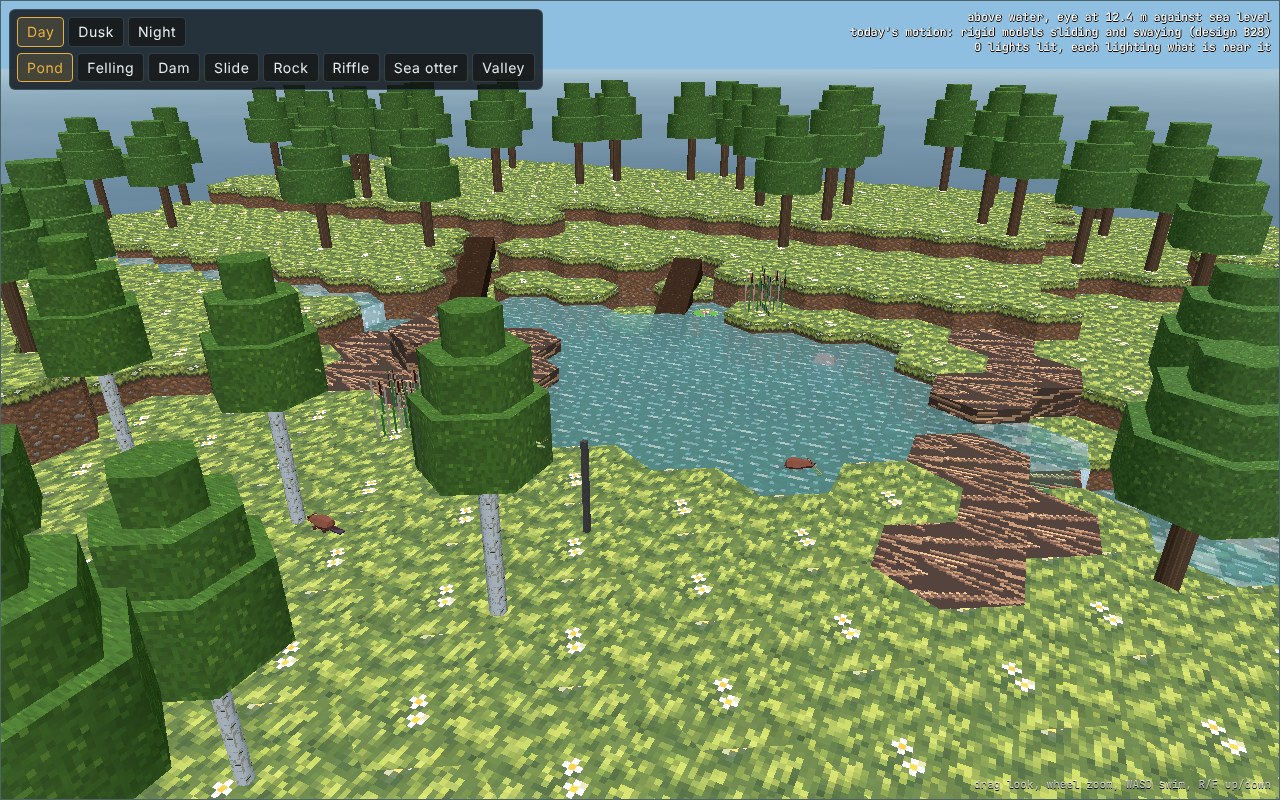 Day Dusk Night
Pond Felling Dam Slide Rock Riffle Sea otter Valley
above water, eye at 12.4 m against sea level
today's motion: rigid models sliding and swaying (design 828)
0 lights lit, each lighting what is near it
drag look, wheel zoom, WASD swim, R/F up/down